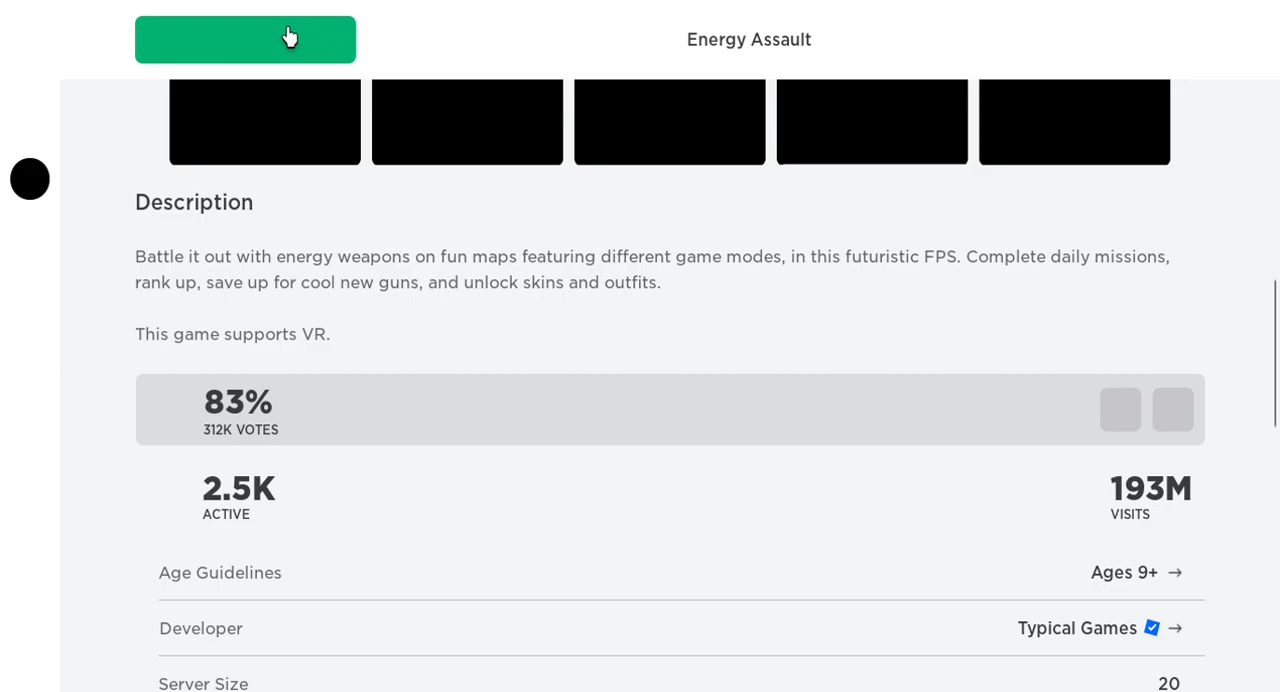 Energy Assault
Description
Battle it out with energy weapons on fun maps featuring different game modes, in this futuristic FPS. Complete daily missions,
rank up, save up for cool new guns, and unlock skins and outfits.
This game supports VR.
83%
312K VOTES
2.5K
ACTIVE
193M
VISITS
Age Guidelines
Ages 9+ →
Developer
Typical Games →
Server Size
20